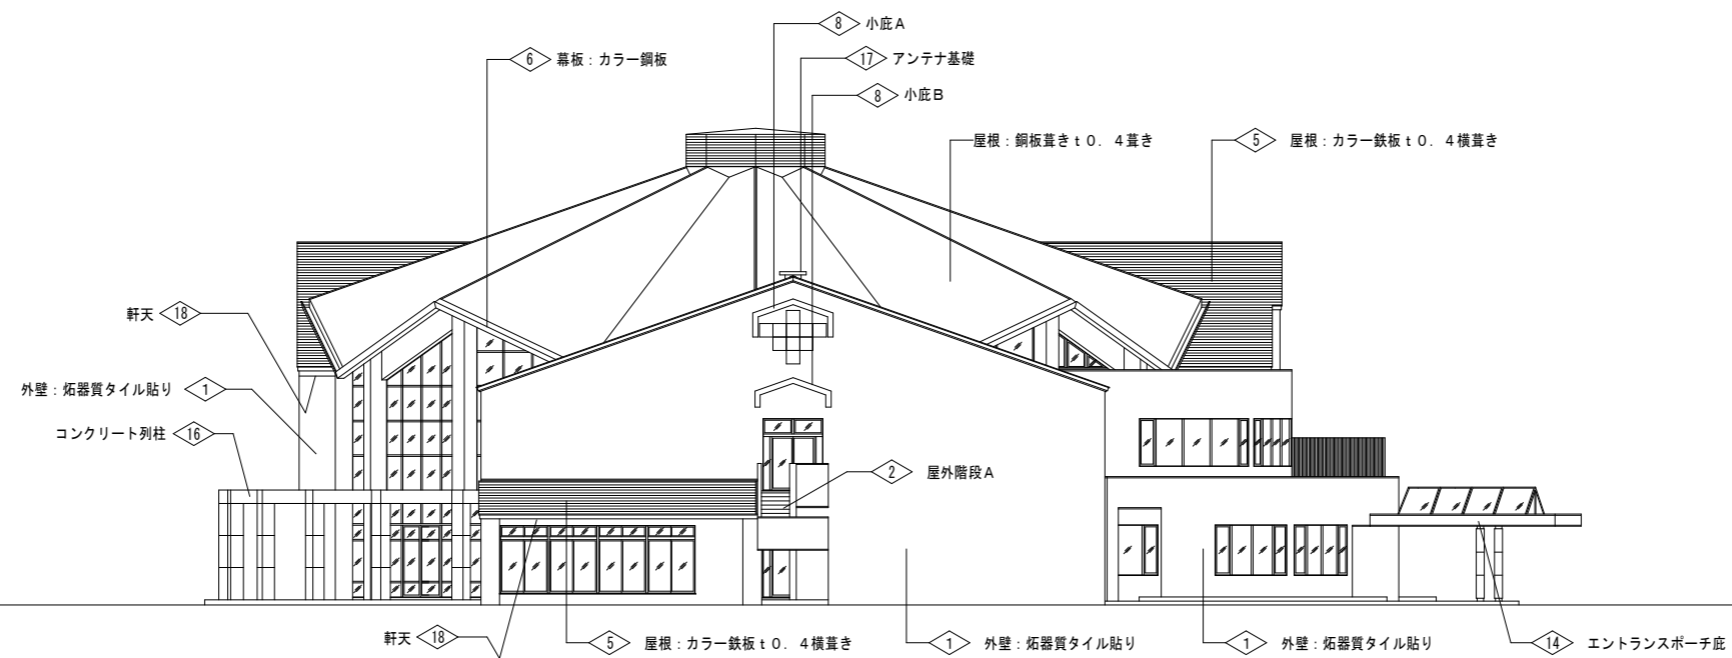 8 小庇A
6 幕板：カラー鋼板
17 アンテナ基礎
8 小庇B
屋根：銅板葺きt0．4葺き
5 屋根：カラー鉄板t0．4横葺き
軒天 18
外壁：炻器質タイル貼り 1
コンクリート列柱 16
2 屋外階段A
軒天 18
5 屋根：カラー鉄板t0．4横葺き
1 外壁：炻器質タイル貼り
1 外壁：炻器質タイル貼り
14 エントランスポーチ庇